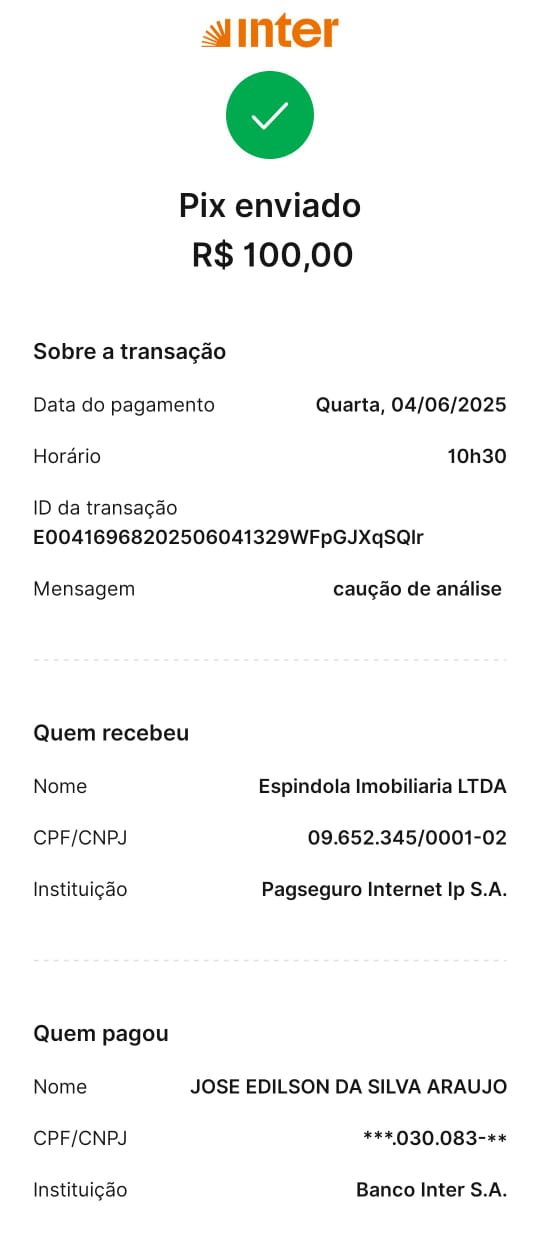 inter
Pix enviado
R$ 100,00
Sobre a transação
Data do pagamento Quarta, 04/06/2025
Horário 10h30
ID da transação
E00416968202506041329WFpGJXqSQIr
Mensagem caução de análise
Quem recebeu
Nome Espindola Imobiliaria LTDA
CPF/CNPJ 09.652.345/0001-02
Instituição Pagseguro Internet Ip S.A.
Quem pagou
Nome JOSE EDILSON DA SILVA ARAUJO
CPF/CNPJ ***.030.083-**
Instituição Banco Inter S.A.